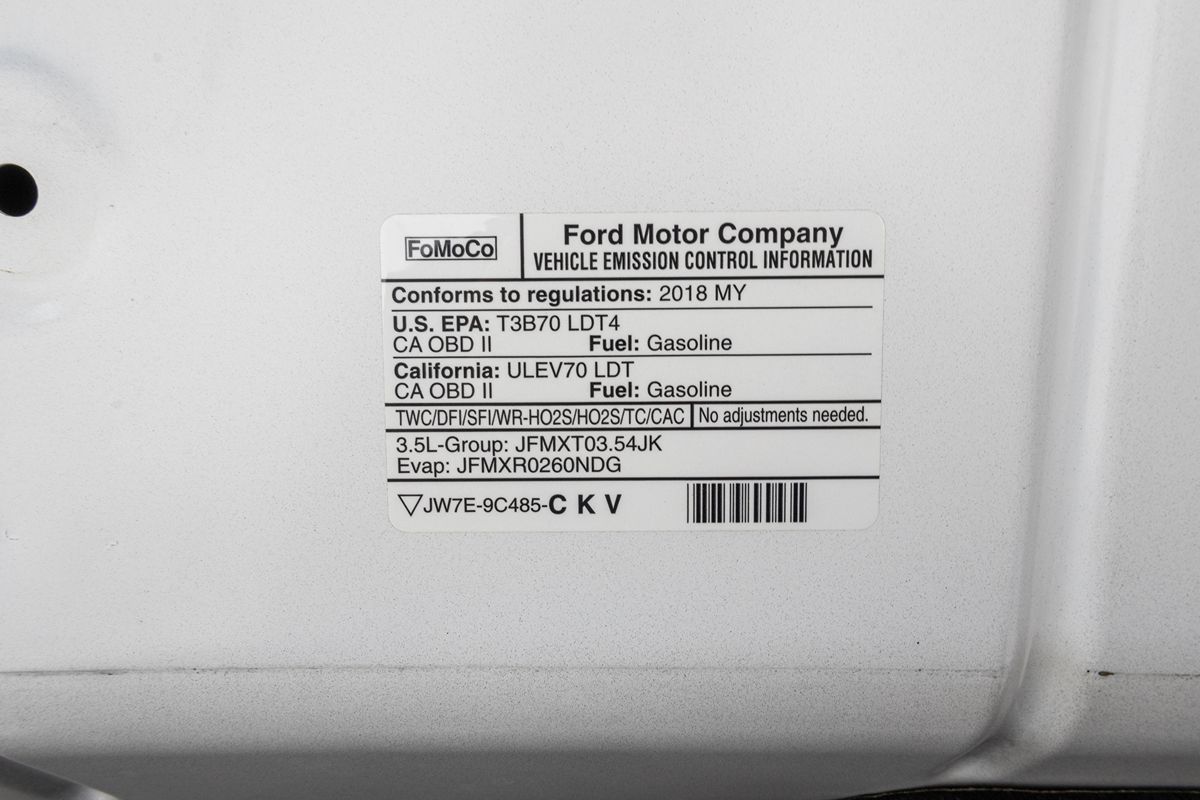 FoMoCo
Ford Motor Company
VEHICLE EMISSION CONTROL INFORMATION
Conforms to regulations: 2018 MY
U.S. EPA: T3B70 LDT4
CA OBD II Fuel: Gasoline
California: ULEV70 LDT
CA OBD II Fuel: Gasoline
TWC/DFI/SFI/WR-HO2S/HO2S/TC/CAC No adjustments needed.
3.5L-Group: JFMXT03.54JK
Evap: JFMXR0260NDG
JW7E-9C485-C K V